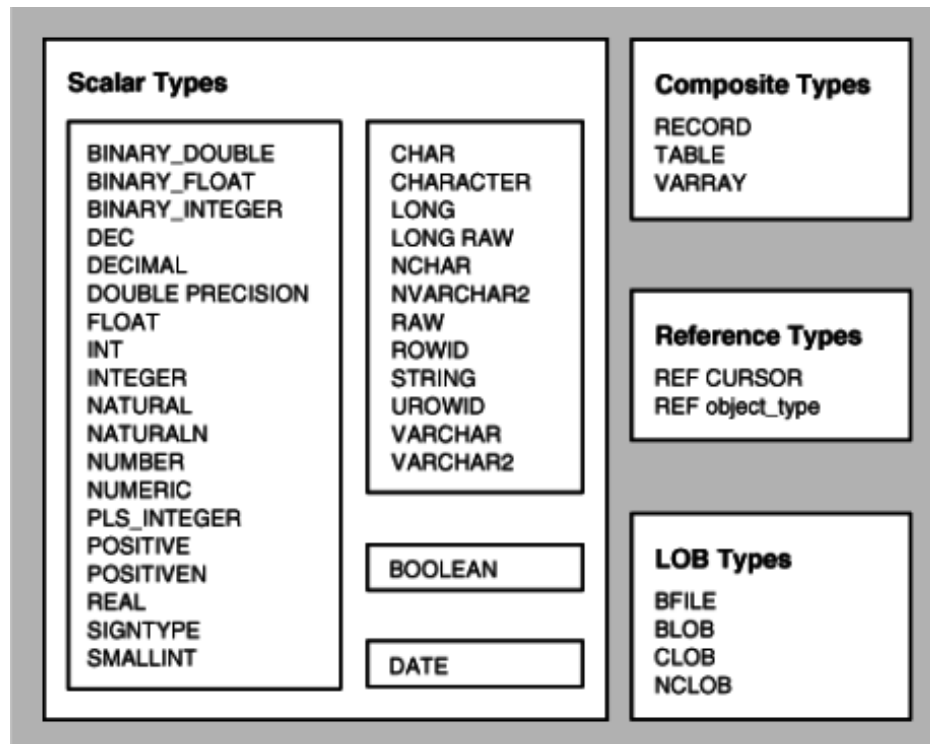 Scalar Types
BINARY_DOUBLE
BINARY_FLOAT
BINARY_INTEGER
DEC
DECIMAL
DOUBLE PRECISION
FLOAT
INT
INTEGER
NATURAL
NATURALN
NUMBER
NUMERIC
PLS_INTEGER
POSITIVE
POSITIVEN
REAL
SIGNTYPE
SMALLINT
CHAR
CHARACTER
LONG
LONG RAW
NCHAR
NVARCHAR2
RAW
ROWID
STRING
UROWID
VARCHAR
VARCHAR2
BOOLEAN
DATE
Composite Types
RECORD
TABLE
VARRAY
Reference Types
REF CURSOR
REF object_type
LOB Types
BFILE
BLOB
CLOB
NCLOB